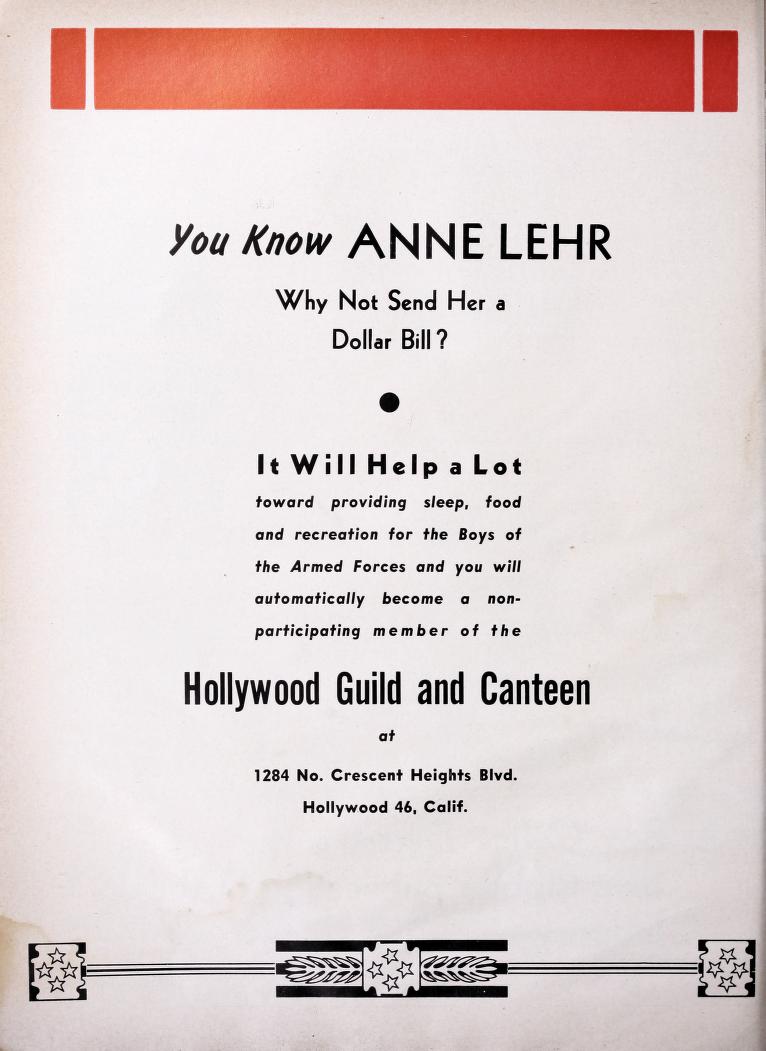 You Know ANNE LEHR
Why Not Send Her a
Dollar Bill?
It Will Help a Lot
toward providing sleep, food
and recreation for the Boys of
the Armed Forces and you will
automatically become a non-
participating member of the
Hollywood Guild and Canteen
at
1284 No. Crescent Heights Blvd.
Hollywood 46, Calif.